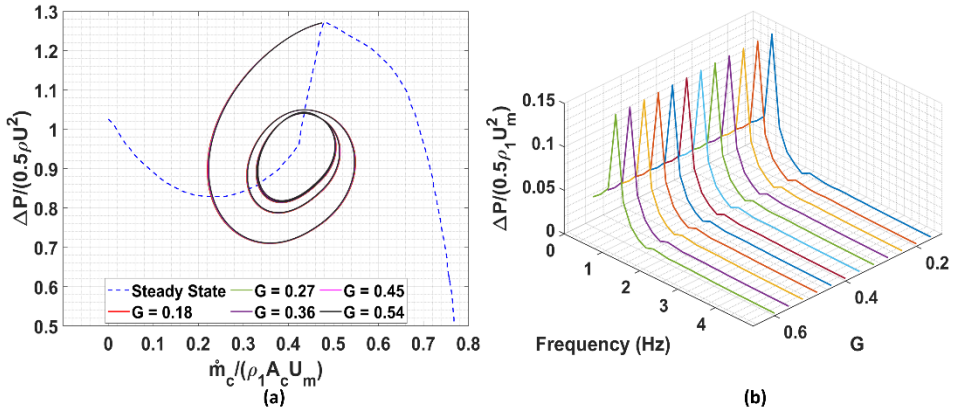 1.3
1.2
1.1
1
0.9
0.8
0.7
0.6
0.5
ΔP/(0.5ρU²)
Steady State
G = 0.27
G = 0.45
G = 0.18
G = 0.36
G = 0.54
0 0.1 0.2 0.3 0.4 0.5 0.6 0.7 0.8
ṁ_c/(ρ₁A_cU_m)
(a)
0.15
0.1
0.05
0
ΔP/(0.5ρ₁U_m²)
0 1 2 3 4
Frequency (Hz)
0.6 0.4 0.2
G
(b)